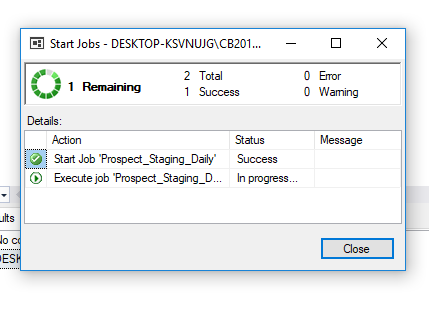 Start Jobs - DESKTOP-KSVNUJG\CB201...
1 Remaining
2 Total 0 Error
1 Success 0 Warning
Details:
Action Status Message
Start Job 'Prospect_Staging_Daily' Success
Execute job 'Prospect_Staging_D... In progress...
ults
No co
DESK
Close